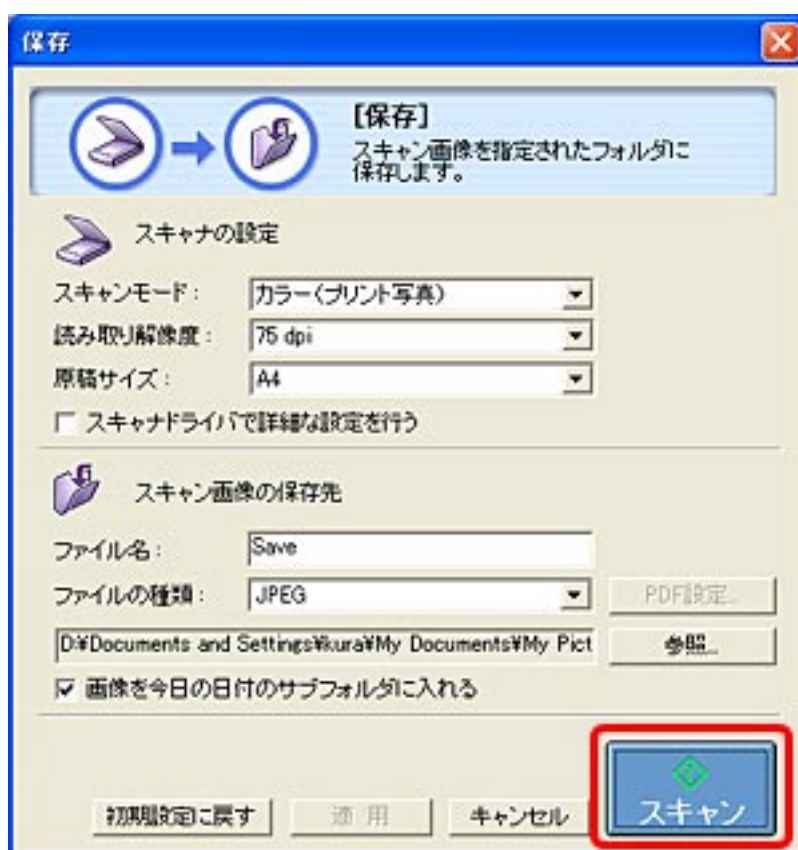 保存
[保存]
スキャン画像を指定されたフォルダに
保存します。
スキャナの設定
スキャンモード： カラー(プリント写真)
読み取り解像度： 75 dpi
原稿サイズ： A4
スキャナドライバで詳細な設定を行う
スキャン画像の保存先
ファイル名： Save
ファイルの種類： JPEG PDF設定...
D:¥Documents and Settings¥kura¥My Documents¥My Pict 参照...
画像を今日の日付のサブフォルダに入れる
初期設定に戻す 適用 キャンセル スキャン